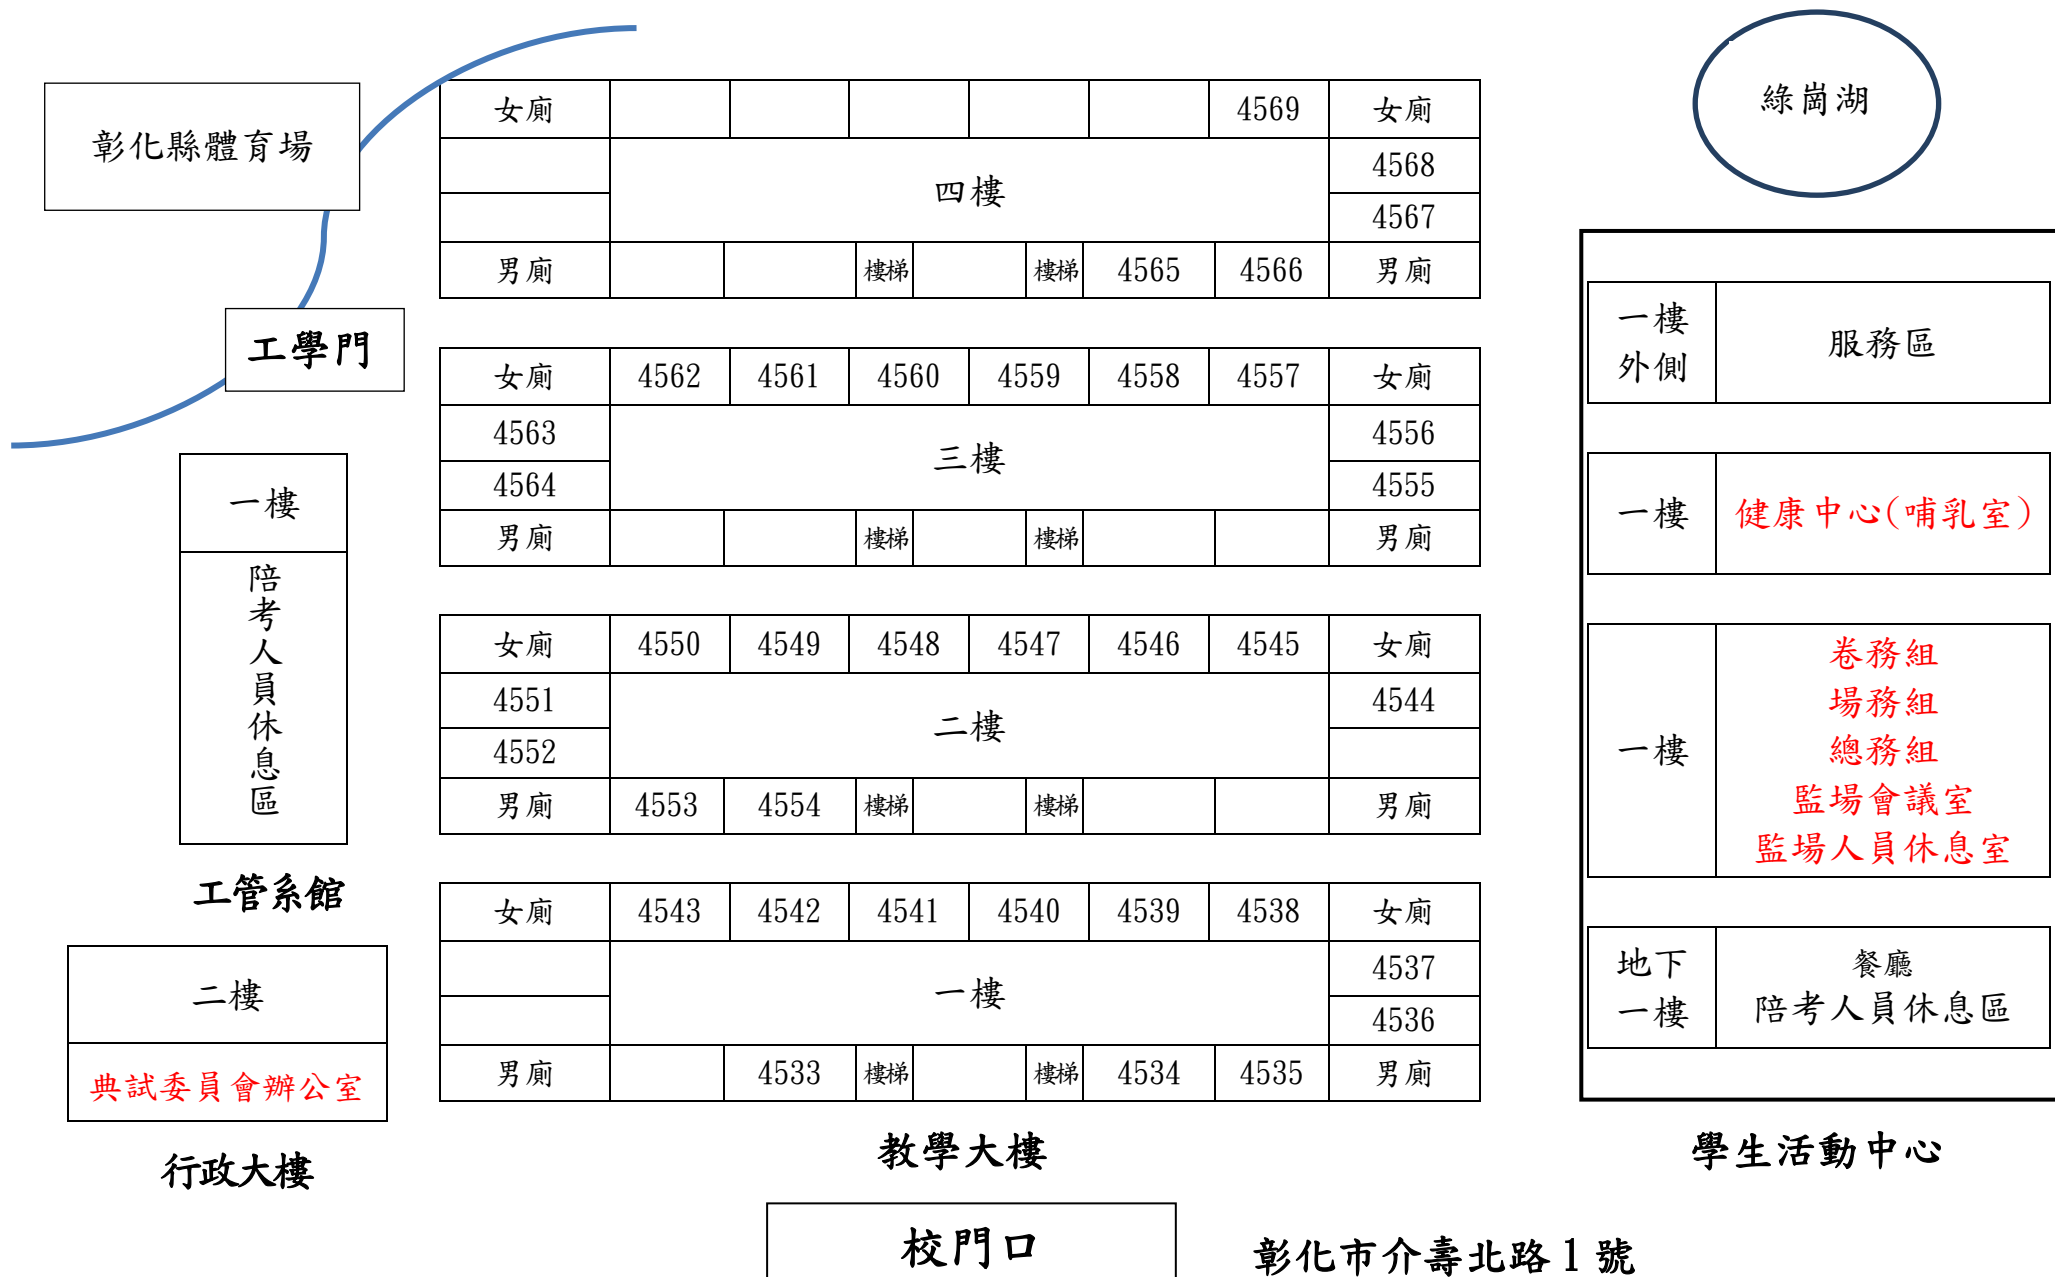 綠崗湖
彰化縣體育場
女廁 4569 女廁
4568
四樓
4567
男廁 樓梯 樓梯 4565 4566 男廁
工學門
女廁 4562 4561 4560 4559 4558 4557 女廁
4563 4556
三樓
4564 4555
男廁 樓梯 樓梯 男廁
女廁 4550 4549 4548 4547 4546 4545 女廁
4551 4544
二樓
4552
男廁 4553 4554 樓梯 樓梯 男廁
女廁 4543 4542 4541 4540 4539 4538 女廁
4537
一樓
4536
男廁 4533 樓梯 樓梯 4534 4535 男廁
教學大樓
一樓
陪考人員休息區
工管系館
二樓
典試委員會辦公室
行政大樓
一樓
外側
服務區
一樓
健康中心(哺乳室)
一樓
卷務組
場務組
總務組
監場會議室
監場人員休息室
地下
一樓
餐廳
陪考人員休息區
學生活動中心
校門口
彰化市介壽北路1號